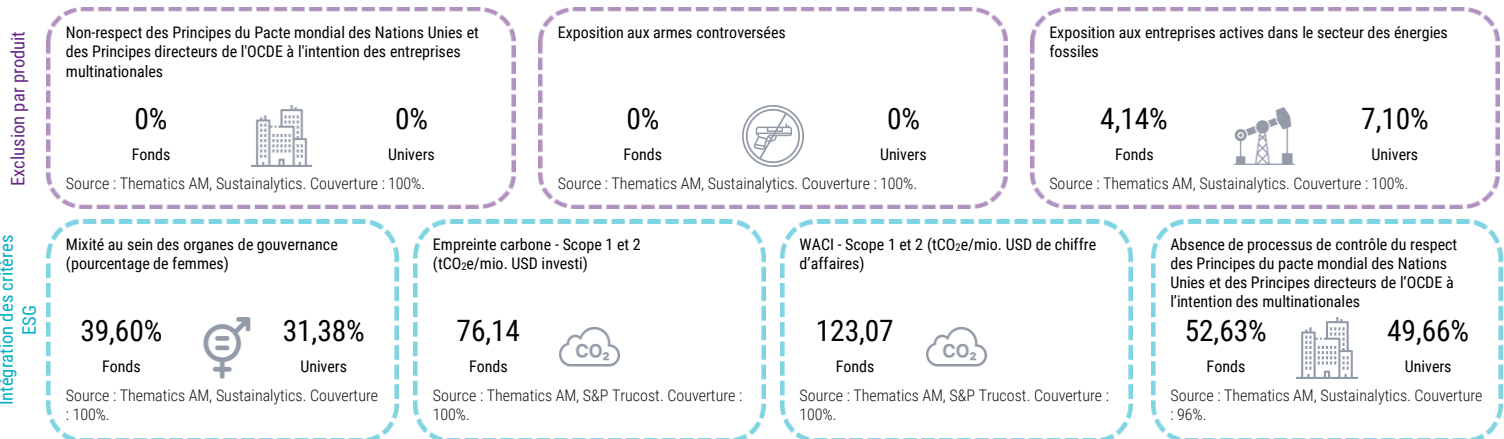 Exclusion par produit
Non-respect des Principes du Pacte mondial des Nations Unies et
des Principes directeurs de l'OCDE à l'intention des entreprises
multinationales
0%
Fonds
0%
Univers
Source : Thematics AM, Sustainalytics. Couverture : 100%.
Exposition aux armes controversées
0%
Fonds
0%
Univers
Source : Thematics AM, Sustainalytics. Couverture : 100%.
Exposition aux entreprises actives dans le secteur des énergies
fossiles
4,14%
Fonds
7,10%
Univers
Source : Thematics AM, Sustainalytics. Couverture : 100%.
Intégration des critères
ESG
Mixité au sein des organes de gouvernance
(pourcentage de femmes)
39,60%
Fonds
31,38%
Univers
Source : Thematics AM, Sustainalytics. Couverture
: 100%.
Empreinte carbone - Scope 1 et 2
(tCO₂e/mio. USD investi)
76,14
Fonds
CO₂
Source : Thematics AM, S&P Trucost. Couverture :
100%.
WACI - Scope 1 et 2 (tCO₂e/mio. USD de chiffre
d’affaires)
123,07
Fonds
CO₂
Source : Thematics AM, S&P Trucost. Couverture :
100%.
Absence de processus de contrôle du respect
des Principes du pacte mondial des Nations
Unies et des Principes directeurs de l’OCDE à
l’intention des multinationales
52,63%
Fonds
49,66%
Univers
Source : Thematics AM, Sustainalytics. Couverture
: 96%.